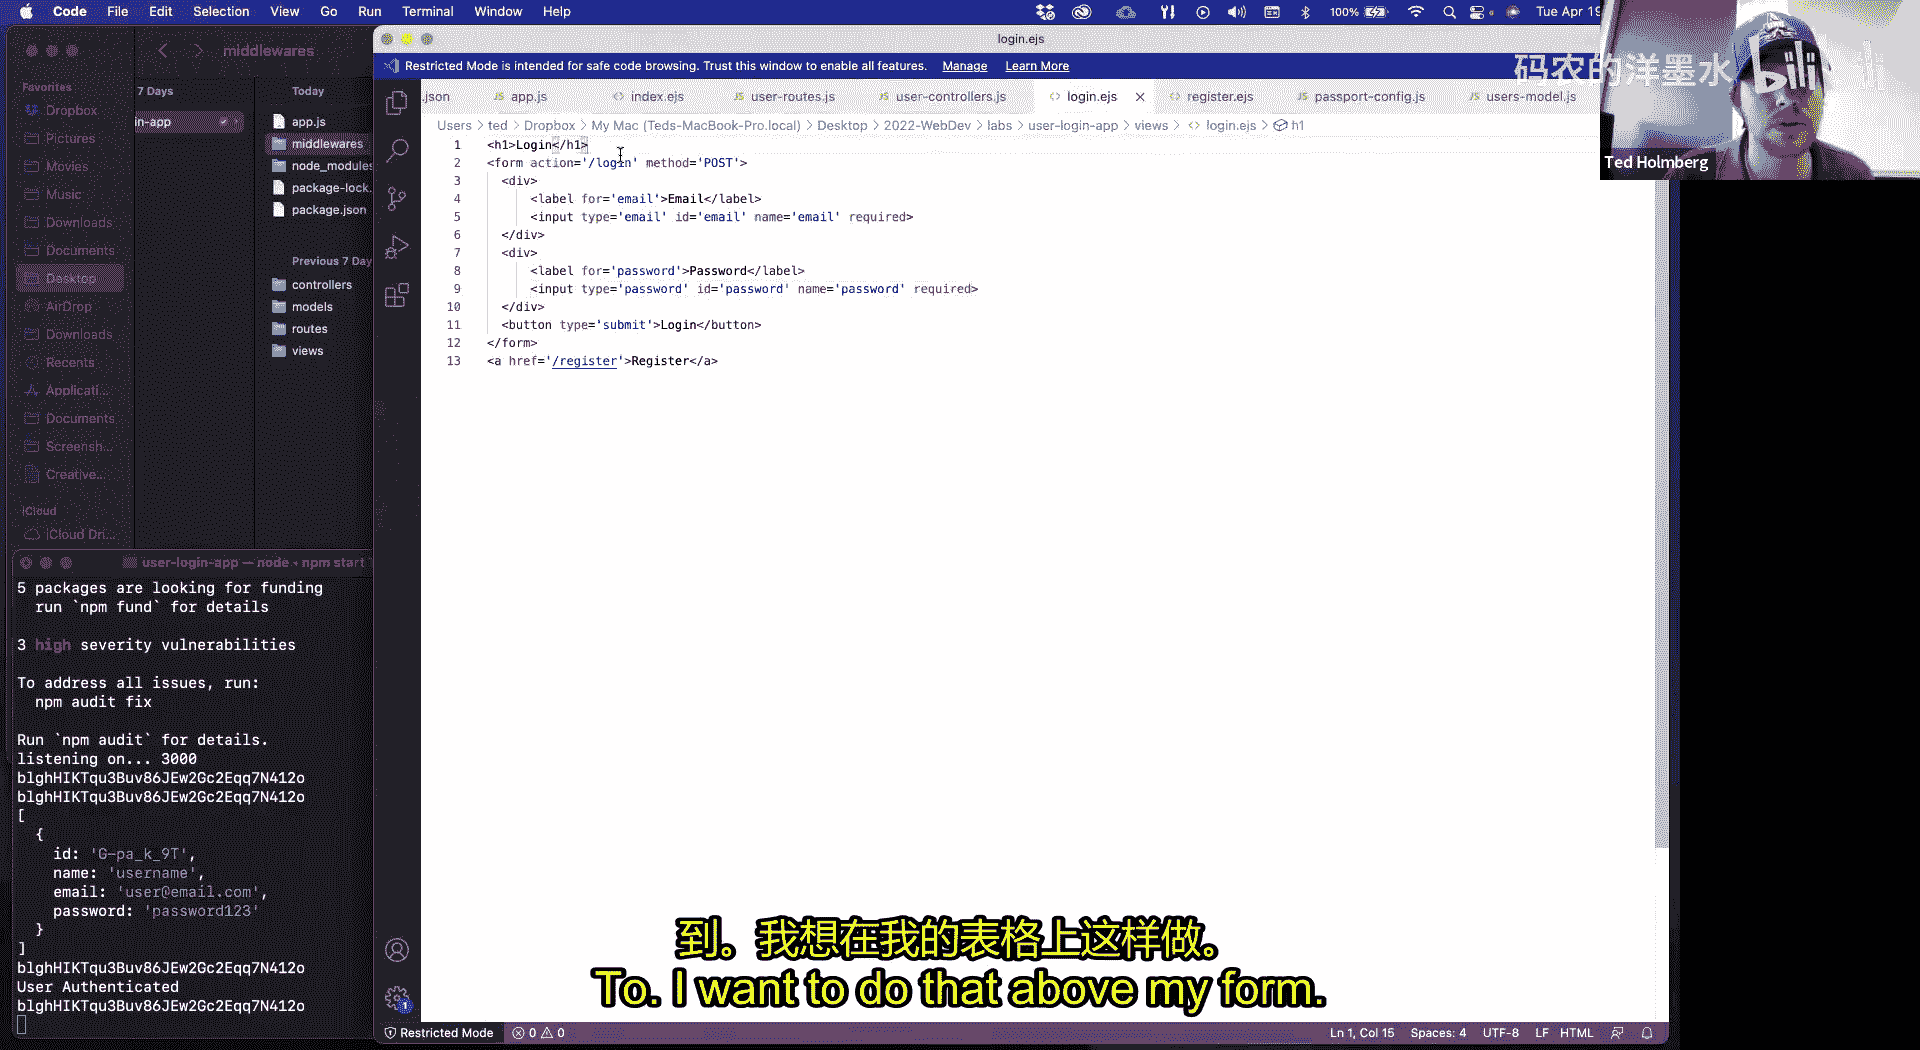 Code File Edit Selection View Go Run Terminal Window Help 100% Tue Apr 19
login.ejs
Restricted Mode is intended for safe code browsing. Trust this window to enable all features. Manage Learn More
码农的洋墨水 bili
Ted Holmberg
middlewares
Favorites
Dropbox
Pictures
Movies
Music
Downloads
Documents
Desktop
AirDrop
Downloads
Recents
Applicati...
Documents
Screensh...
Creative...
iCloud
iCloud Dri...
7 Days
in-app
Today
app.js
middlewares
node_modules
package-lock.
package.json
Previous 7 Day
controllers
models
routes
views
.json app.js index.ejs user-routes.js user-controllers.js login.ejs register.ejs passport-config.js users-model.js
Users > ted > Dropbox > My Mac (Teds-MacBook-Pro.local) > Desktop > 2022-WebDev > labs > user-login-app > views > login.ejs > h1
1 <h1>Login</h1>
2 <form action='/login' method='POST'>
3 <div>
4 <label for='email'>Email</label>
5 <input type='email' id='email' name='email' required>
6 </div>
7 <div>
8 <label for='password'>Password</label>
9 <input type='password' id='password' name='password' required>
10 </div>
11 <button type='submit'>Login</button>
12 </form>
13 <a href='/register'>Register</a>
user-login-app — node ◂ npm start
5 packages are looking for funding
run `npm fund` for details
3 high severity vulnerabilities
To address all issues, run:
npm audit fix
Run `npm audit` for details.
listening on... 3000
blghHIKTqu3Buv86JEw2Gc2Eqq7N412o
blghHIKTqu3Buv86JEw2Gc2Eqq7N412o
[
{
id: 'G-pa_k_9T',
name: 'username',
email: 'user@email.com',
password: 'password123'
}
]
blghHIKTqu3Buv86JEw2Gc2Eqq7N412o
User Authenticated
blghHIKTqu3Buv86JEw2Gc2Eqq7N412o
到。我想在我的表格上这样做。
To. I want to do that above my form.
Restricted Mode 0 0 Ln 1, Col 15 Spaces: 4 UTF-8 LF HTML